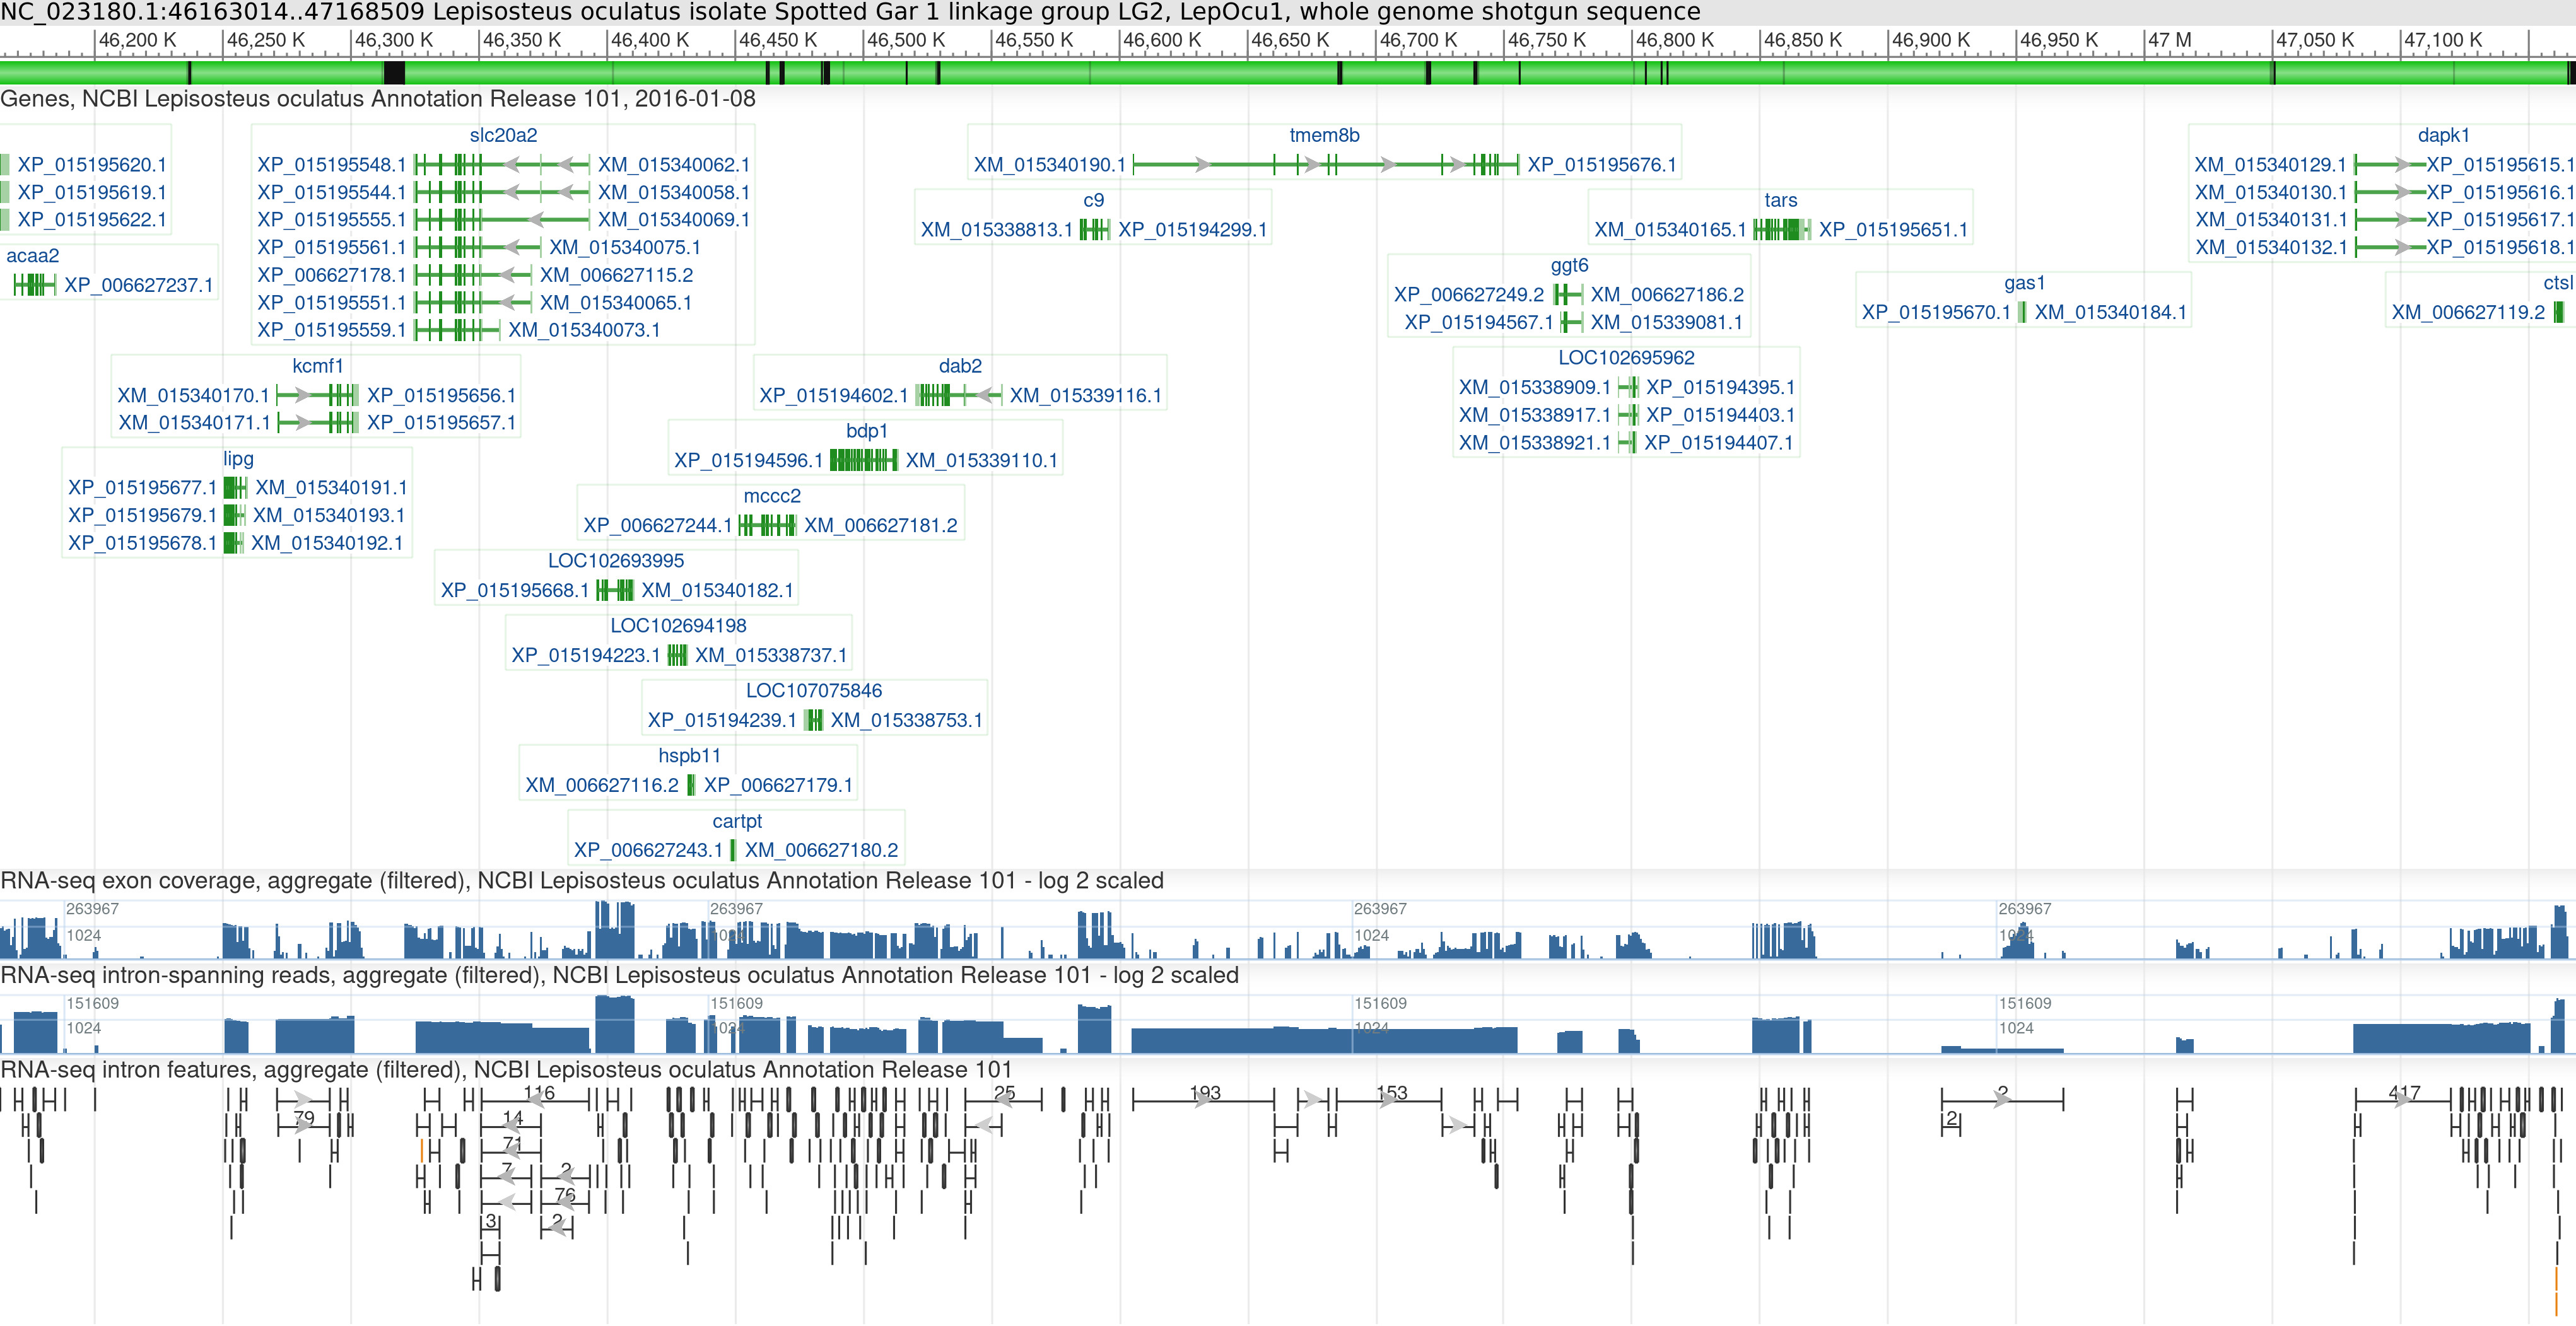 NC_023180.1:46163014..47168509 Lepisosteus oculatus isolate Spotted Gar 1 linkage group LG2, LepOcu1, whole genome shotgun sequence
46,200 K 46,250 K 46,300 K 46,350 K 46,400 K 46,450 K 46,500 K 46,550 K 46,600 K 46,650 K 46,700 K 46,750 K 46,800 K 46,850 K 46,900 K 46,950 K 47 M 47,050 K 47,100 K
Genes, NCBI Lepisosteus oculatus Annotation Release 101, 2016-01-08
slc20a2 tmem8b dapk1
XP_015195620.1 XP_015195548.1 XM_015340062.1 XM_015340190.1 XP_015195676.1 XM_015340129.1 XP_015195615.1
XP_015195619.1 XP_015195544.1 XM_015340058.1 c9 tars XM_015340130.1 XP_015195616.1
XP_015195622.1 XP_015195555.1 XM_015340069.1 XM_015338813.1 XP_015194299.1 XM_015340165.1 XP_015195651.1 XM_015340131.1 XP_015195617.1
acaa2 XP_015195561.1 XM_015340075.1 XM_015340132.1 XP_015195618.1
XP_006627237.1 XP_006627178.1 XM_006627115.2 ggt6 gas1 ctsl
XP_015195551.1 XM_015340065.1 XP_006627249.2 XM_006627186.2 XP_015195670.1 XM_015340184.1 XM_006627119.2
XP_015195559.1 XM_015340073.1 XP_015194567.1 XM_015339081.1
kcmf1 dab2 LOC102695962
XM_015340170.1 XP_015195656.1 XP_015194602.1 XM_015339116.1 XM_015338909.1 XP_015194395.1
XM_015340171.1 XP_015195657.1 XM_015338917.1 XP_015194403.1
bdp1 XM_015338921.1 XP_015194407.1
lipg XP_015194596.1 XM_015339110.1
XP_015195677.1 XM_015340191.1 mccc2
XP_015195679.1 XM_015340193.1 XP_006627244.1 XM_006627181.2
XP_015195678.1 XM_015340192.1
LOC102693995
XP_015195668.1 XM_015340182.1
LOC102694198
XP_015194223.1 XM_015338737.1
LOC107075846
XP_015194239.1 XM_015338753.1
hspb11
XM_006627116.2 XP_006627179.1
cartpt
XP_006627243.1 XM_006627180.2
RNA-seq exon coverage, aggregate (filtered), NCBI Lepisosteus oculatus Annotation Release 101 - log 2 scaled
263967 263967 263967 263967
1024 1024 1024 1024
RNA-seq intron-spanning reads, aggregate (filtered), NCBI Lepisosteus oculatus Annotation Release 101 - log 2 scaled
151609 151609 151609 151609
1024 1024 1024 1024
RNA-seq intron features, aggregate (filtered), NCBI Lepisosteus oculatus Annotation Release 101
116 25 193 153 2 417
79 14 2
71
7 2
76
3 2